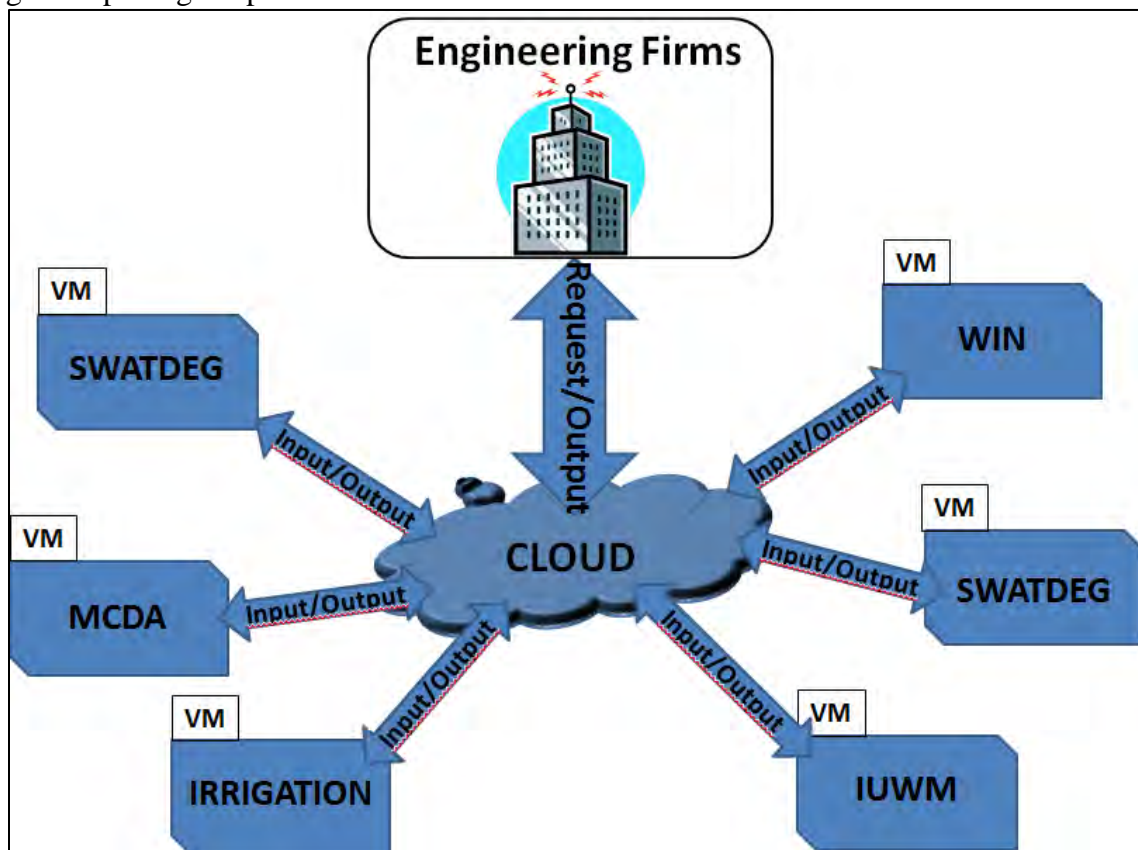 Engineering Firms
Request/Output
VM
SWATDEG
Input/Output
VM
WIN
Input/Output
CLOUD
VM
MCDA
Input/Output
VM
SWATDEG
Input/Output
VM
IRRIGATION
Input/Output
VM
IUWM
Input/Output